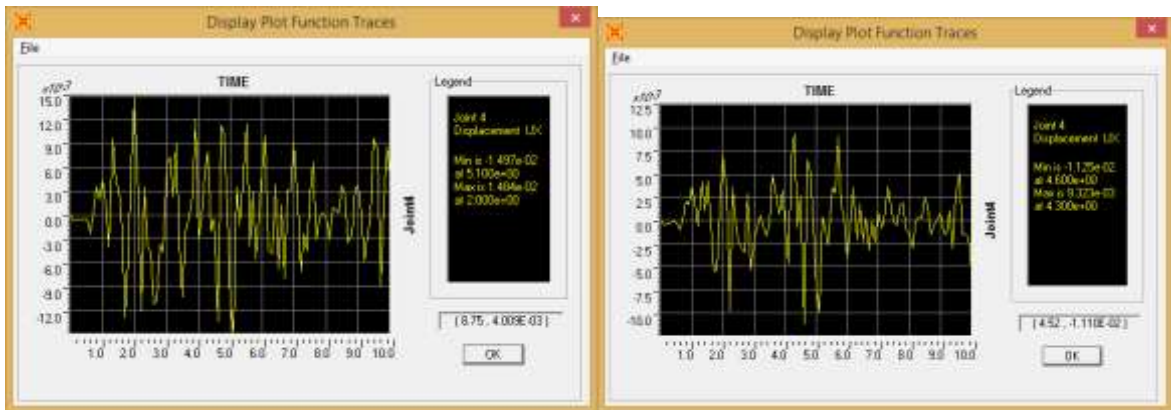 Display Plot Function Traces
File
TIME
x10-3
15.0
12.0
9.0
6.0
3.0
0.0
-3.0
-6.0
-9.0
-12.0
1.0 2.0 3.0 4.0 5.0 6.0 7.0 8.0 9.0 10.0
Joint4
Legend
Joint 4
Displacement UX
Min is -1.497e-02
at 5.100e+00
Max is 1.484e-02
at 2.000e+00
( 8.75 , 4.009E-03 )
OK
Display Plot Function Traces
File
TIME
x10-3
12.5
10.0
7.5
5.0
2.5
0.0
-2.5
-5.0
-7.5
-10.0
1.0 2.0 3.0 4.0 5.0 6.0 7.0 8.0 9.0 10.0
Joint4
Legend
Joint 4
Displacement UX
Min is -1.125e-02
at 4.600e+00
Max is 9.323e-03
at 4.300e+00
( 4.52 , -1.110E-02 )
OK